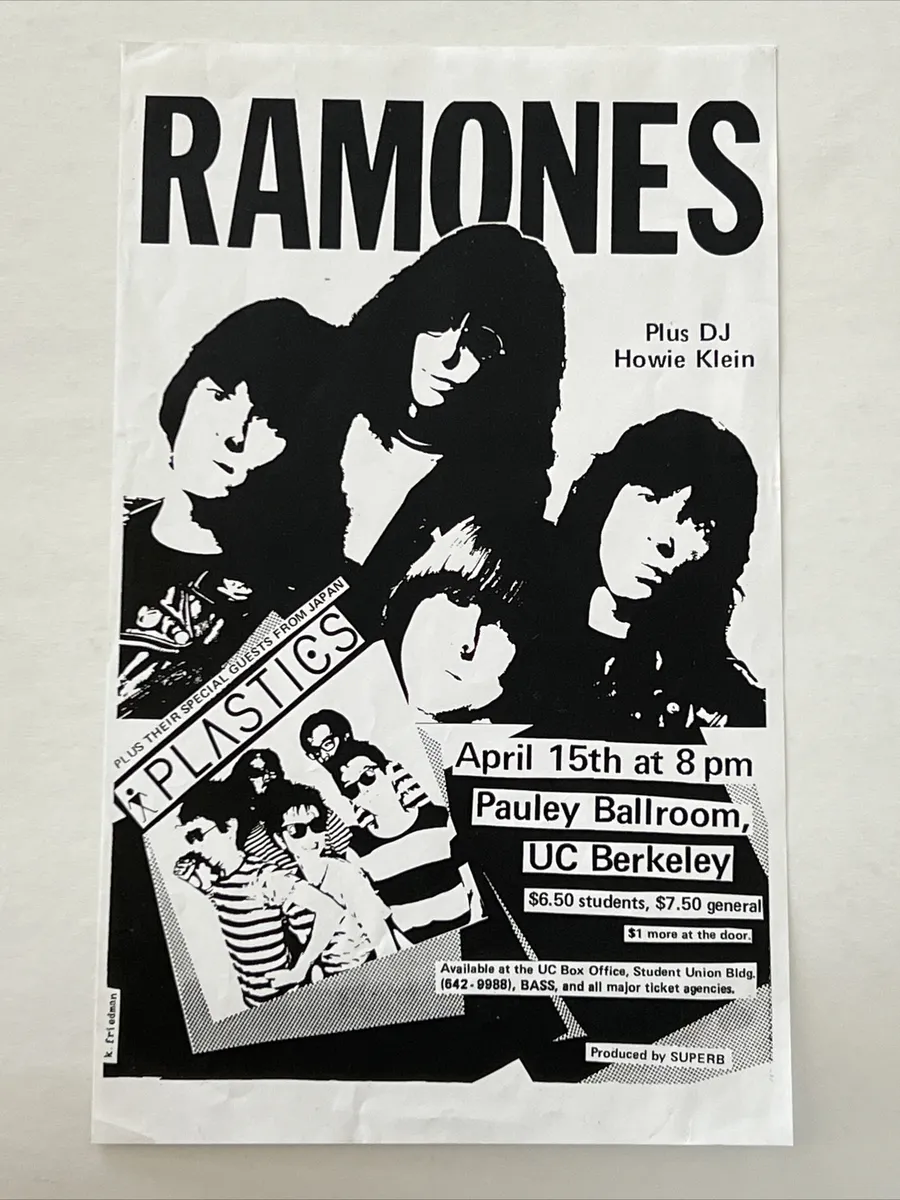 RAMONES
Plus DJ
Howie Klein
PLUS THEIR SPECIAL GUESTS FROM JAPAN
PLASTICS
April 15th at 8 pm
Pauley Ballroom,
UC Berkeley
$6.50 students, $7.50 general
$1 more at the door.
Available at the UC Box Office, Student Union Bldg.
(642-9988), BASS, and all major ticket agencies.
Produced by SUPERB
k. friedman